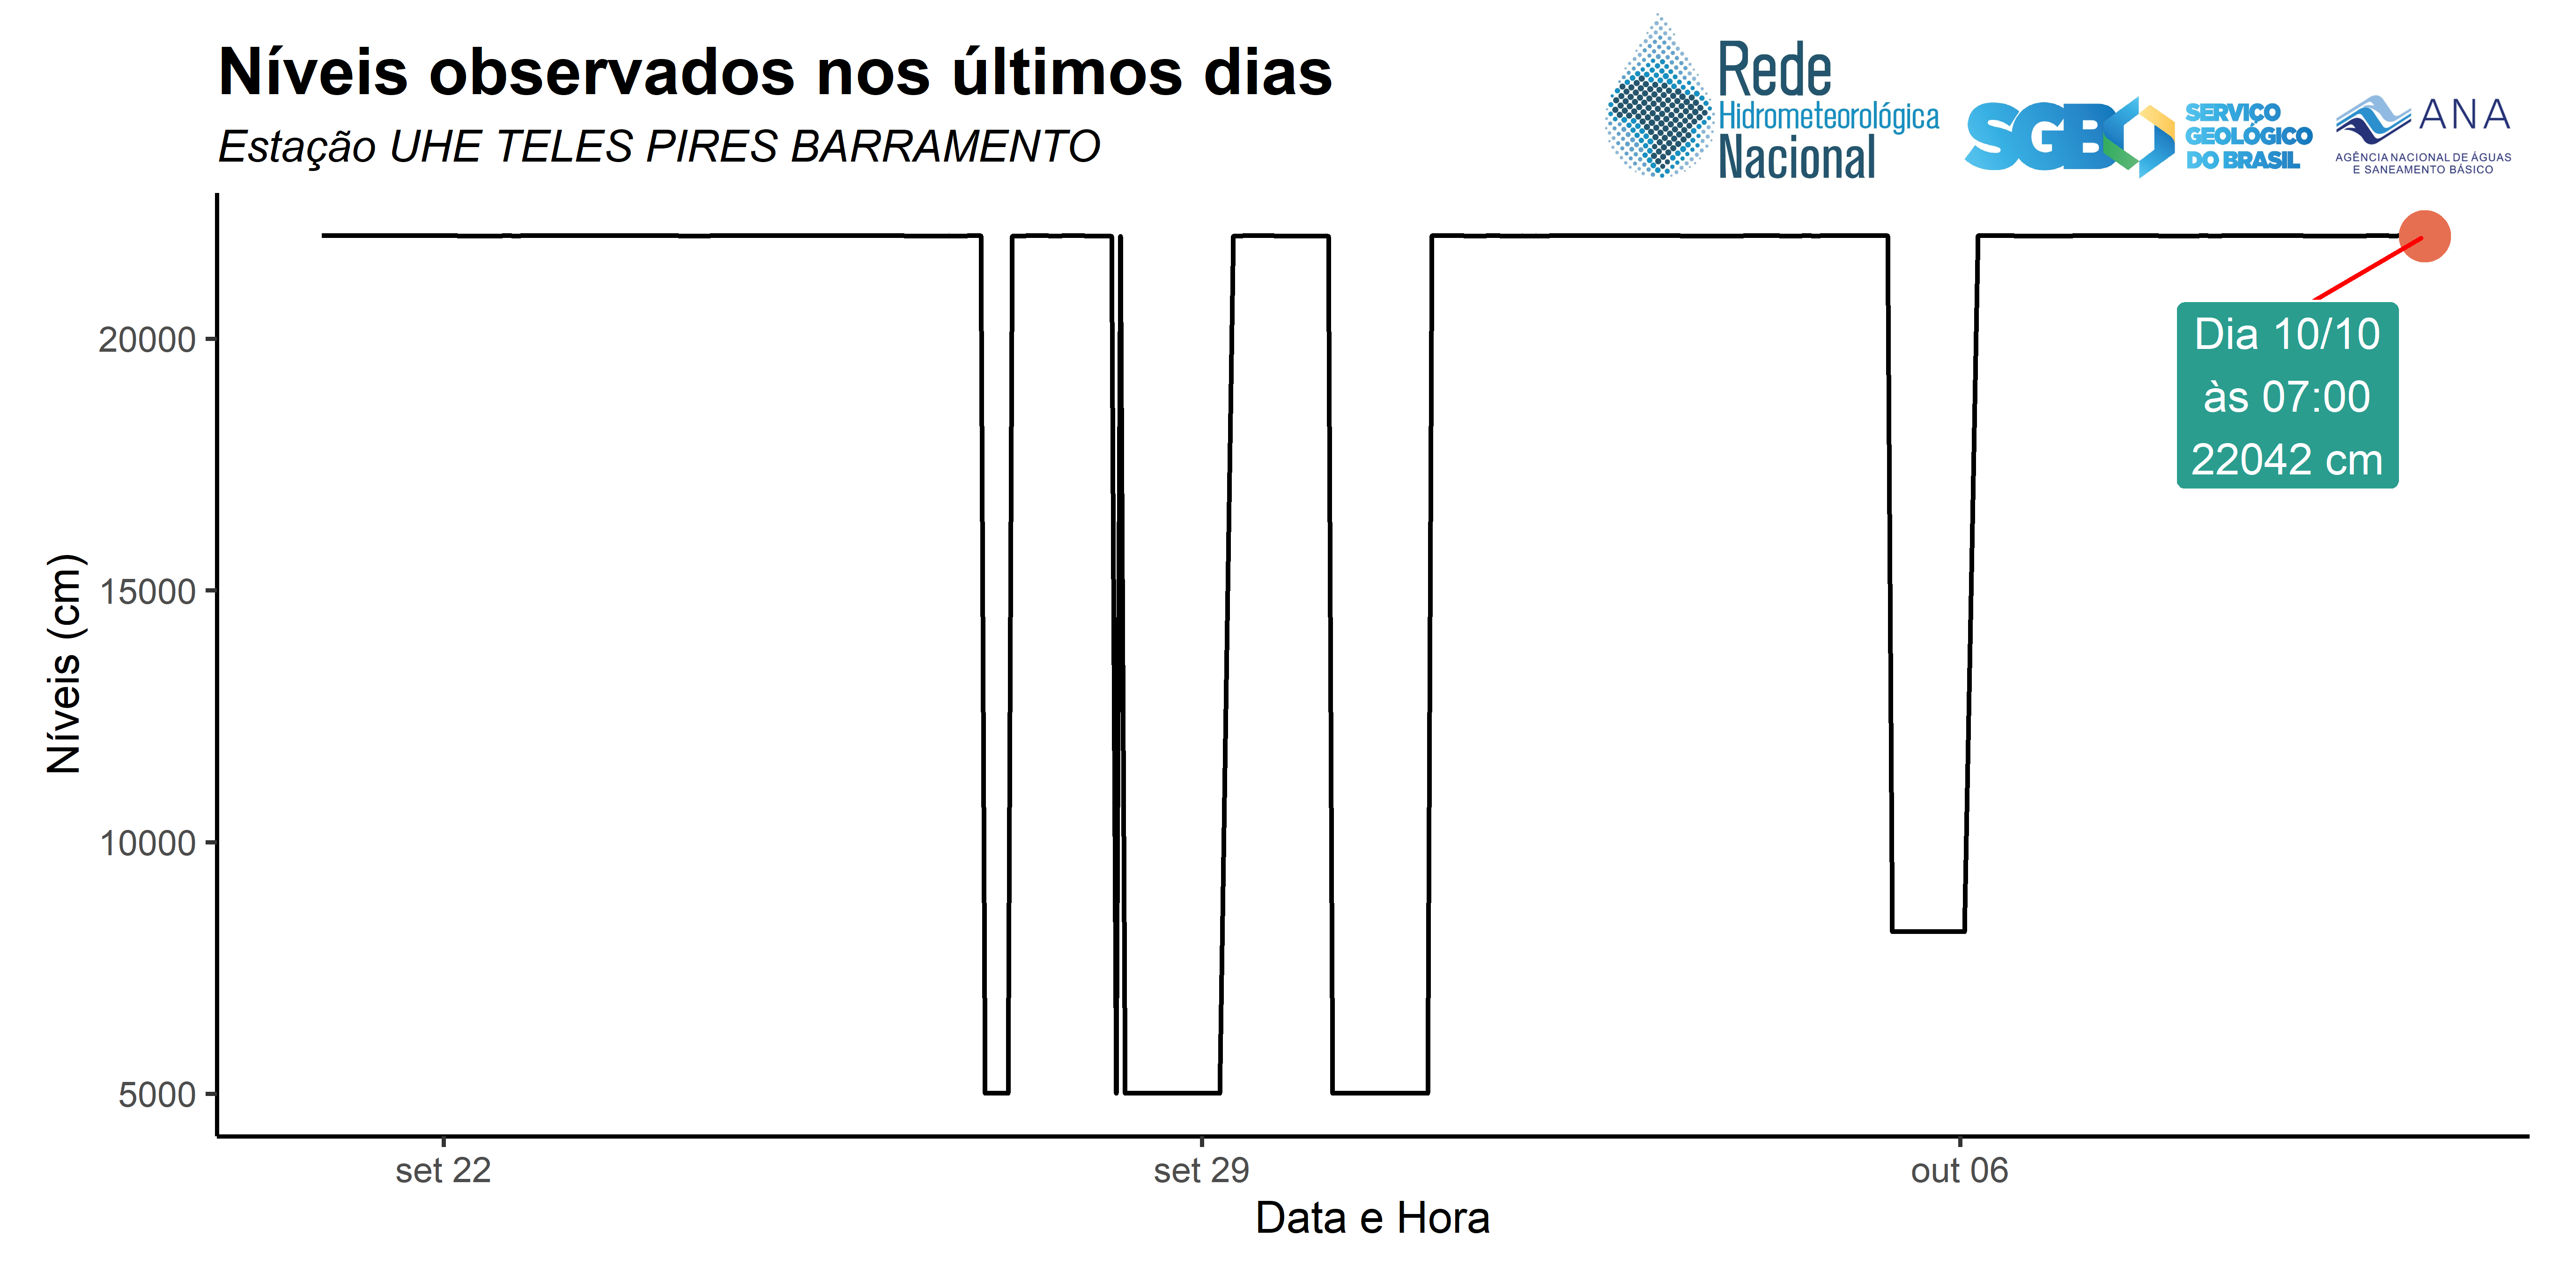 Níveis observados nos últimos dias
Estação UHE TELES PIRES BARRAMENTO
Rede
Hidrometeorológica
Nacional
SGB
SERVIÇO
GEOLÓGICO
DO BRASIL
ANA
AGÊNCIA NACIONAL DE ÁGUAS
E SANEAMENTO BÁSICO
Níveis (cm)
20000
15000
10000
5000
Dia 10/10
às 07:00
22042 cm
set 22
set 29
out 06
Data e Hora